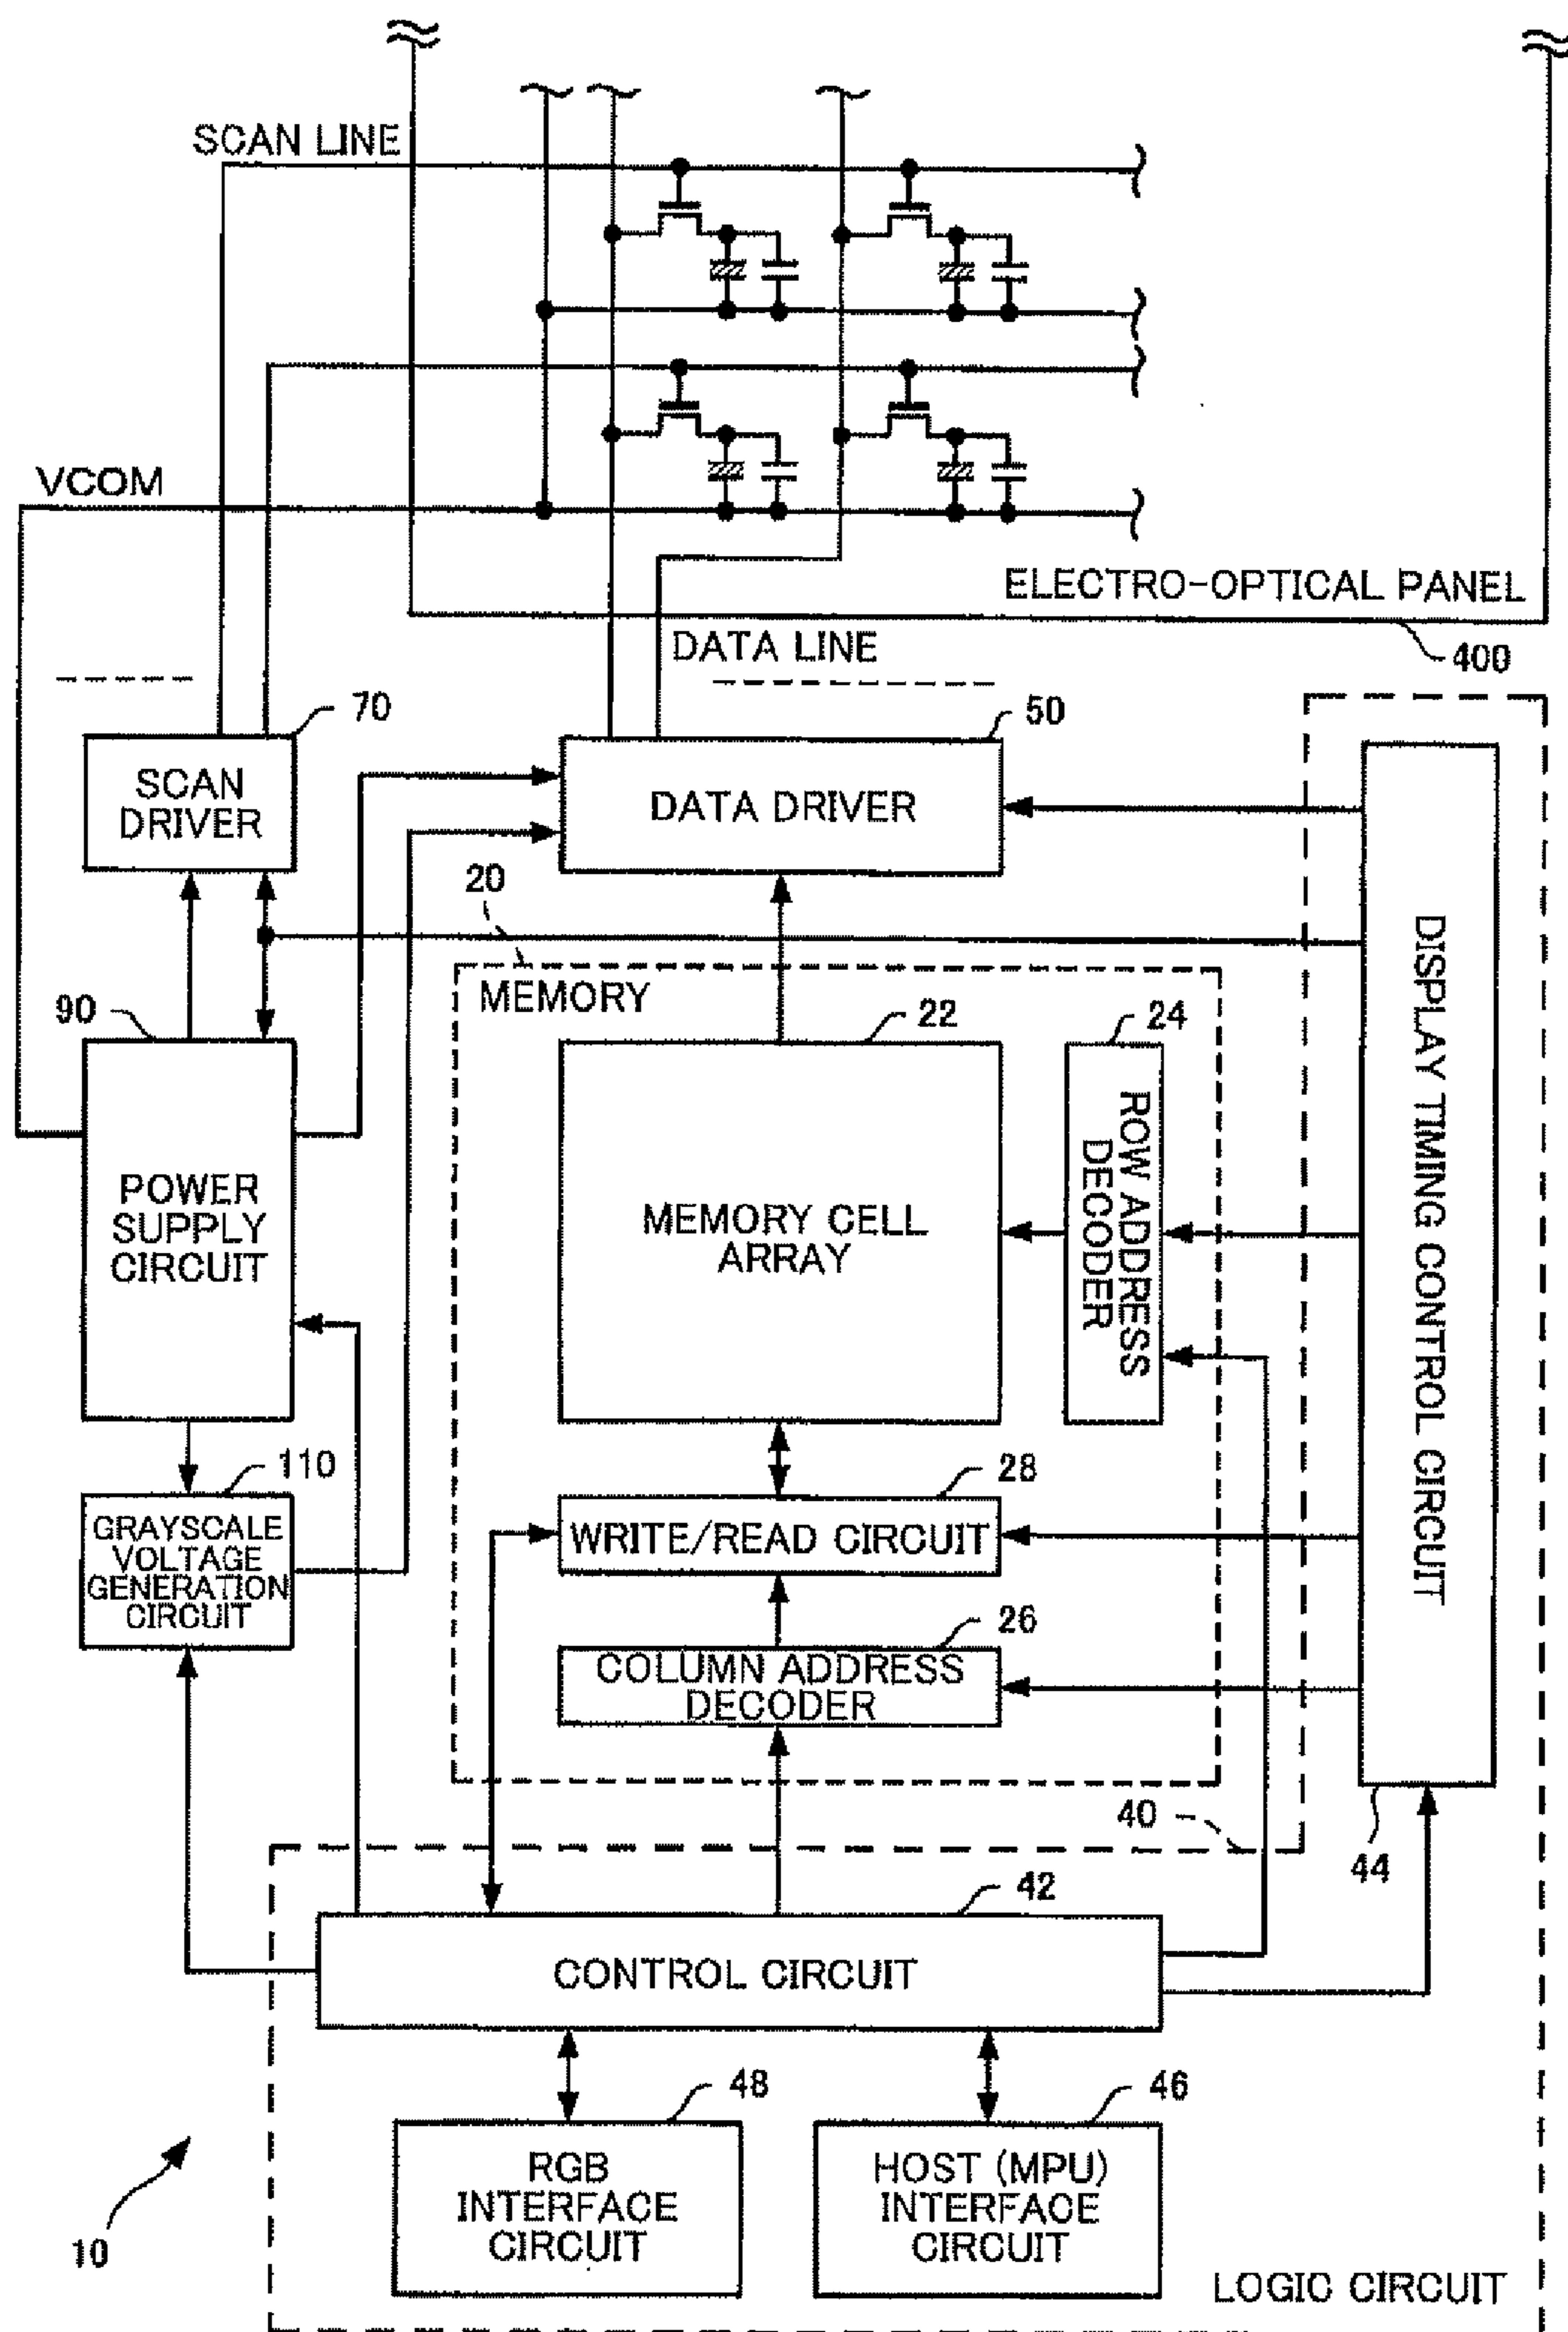 SCAN LINE
VCOM
ELECTRO-OPTICAL PANEL
400
DATA LINE
70
50
SCAN
DRIVER
DATA DRIVER
20
MEMORY
90
22
24
POWER
SUPPLY
CIRCUIT
MEMORY CELL
ARRAY
ROW ADDRESS
DECODER
DISPLAY TIMING CONTROL CIRCUIT
110
28
GRAYSCALE
VOLTAGE
GENERATION
CIRCUIT
WRITE/READ CIRCUIT
26
COLUMN ADDRESS
DECODER
40
44
42
CONTROL CIRCUIT
48
46
RGB
INTERFACE
CIRCUIT
HOST (MPU)
INTERFACE
CIRCUIT
10
LOGIC CIRCUIT